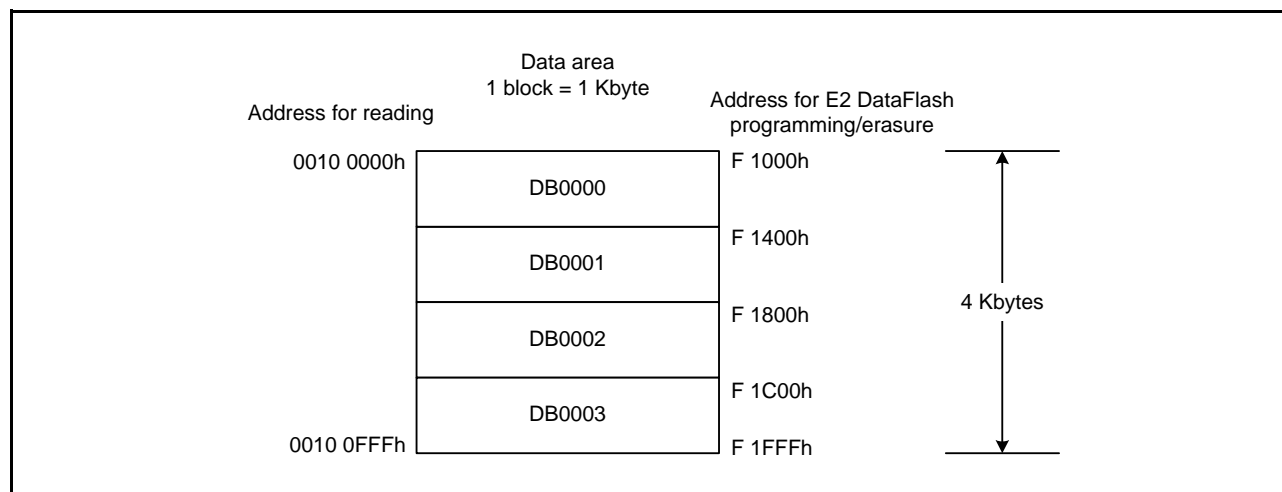 Data area
1 block = 1 Kbyte
Address for reading
Address for E2 DataFlash
programming/erasure
0010 0000h
F 1000h
DB0000
F 1400h
DB0001
F 1800h
4 Kbytes
DB0002
F 1C00h
DB0003
0010 0FFFh
F 1FFFh